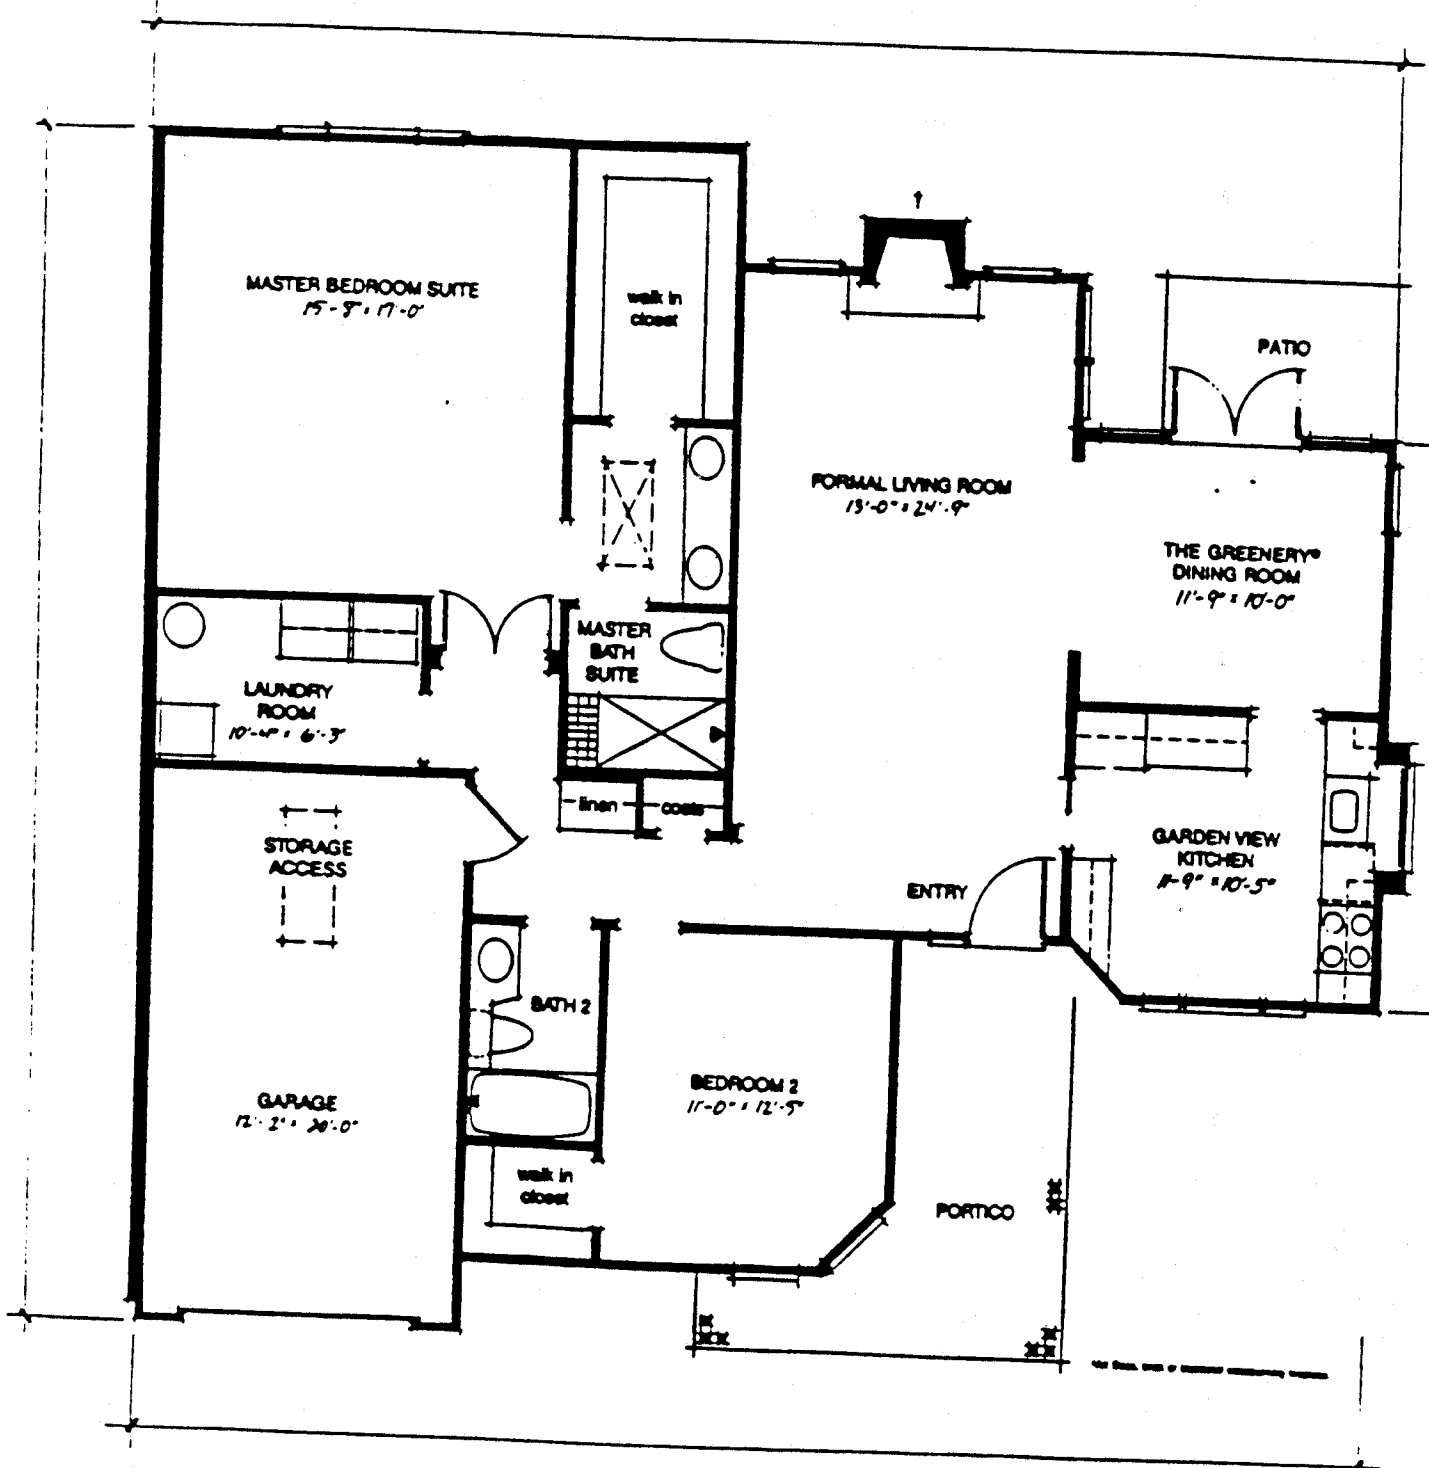 MASTER BEDROOM SUITE
15'-8" x 17'-0"
walk in
closet
PATIO
FORMAL LIVING ROOM
13'-0" x 24'-9"
THE GREENERY®
DINING ROOM
11'-9" x 10'-0"
MASTER
BATH
SUITE
LAUNDRY
ROOM
10'-4" x 6'-3"
linen
coats
STORAGE
ACCESS
GARDEN VIEW
KITCHEN
11'-9" x 10'-5"
ENTRY
BATH 2
BEDROOM 2
11'-0" x 12'-5"
GARAGE
12'-2" x 20'-0"
walk in
closet
PORTICO